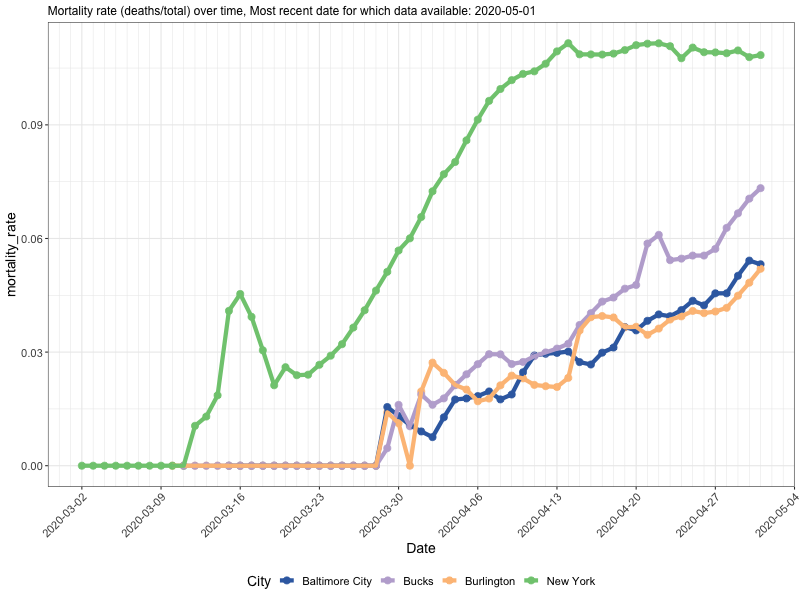 Mortality rate (deaths/total) over time, Most recent date for which data available: 2020-05-01
mortality_rate
0.09
0.06
0.03
0.00
2020-03-02
2020-03-09
2020-03-16
2020-03-23
2020-03-30
2020-04-06
2020-04-13
2020-04-20
2020-04-27
2020-05-04
Date
City
Baltimore City
Bucks
Burlington
New York